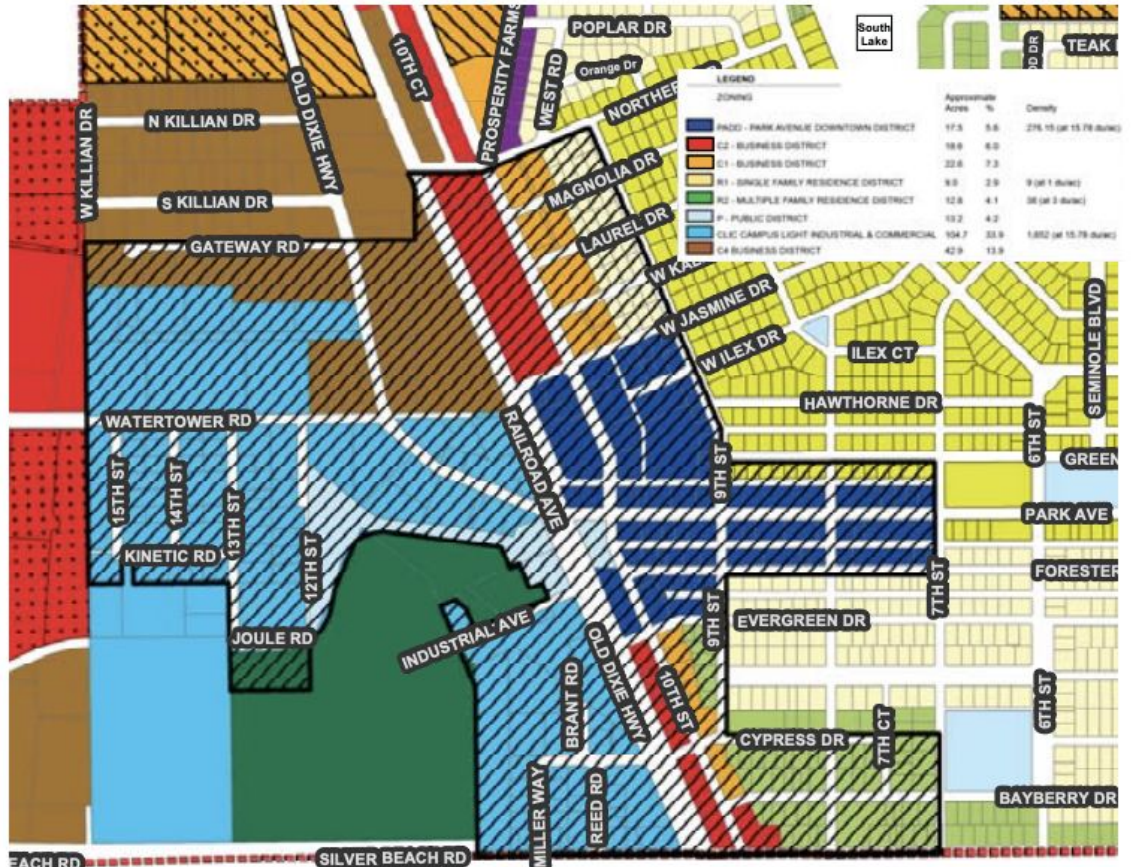 POPLAR DR
South
Lake
TEAK
10TH CT
PROSPERITY FARMS
WEST RD
Orange Dr
OLD DIXIE HWY
W KILLIAN DR
N KILLIAN DR
S KILLIAN DR
GATEWAY RD
MAGNOLIA DR
LAUREL DR
W JASMINE DR
W ILEX DR
LEGEND
ZONING
Approximate
Acres % Density
PADD - PARK AVENUE DOWNTOWN DISTRICT 17.5 5.6 276.15 (at 15.78 du/ac)
C2 - BUSINESS DISTRICT 18.6 6.0
C1 - BUSINESS DISTRICT 22.6 7.3
R1 - SINGLE FAMILY RESIDENCE DISTRICT 9.0 2.9 9 (at 1 du/ac)
R2 - MULTIPLE FAMILY RESIDENCE DISTRICT 12.8 4.1 38 (at 3 du/ac)
P - PUBLIC DISTRICT 13.2 4.2
CLIC CAMPUS LIGHT INDUSTRIAL & COMMERCIAL 104.7 33.9 1,652 (at 15.78 du/ac)
C4 BUSINESS DISTRICT 42.9 13.9
ILEX CT
SEMINOLE BLVD
HAWTHORNE DR
WATERTOWER RD
RAILROAD AVE
6TH ST
GREEN
15TH ST
14TH ST
13TH ST
12TH ST
9TH ST
PARK AVE
KINETIC RD
FORESTER
7TH ST
JOULE RD
INDUSTRIAL AVE
OLD DIXIE HWY
9TH ST
EVERGREEN DR
BRANT RD
10TH ST
CYPRESS DR
7TH CT
6TH ST
MILLER WAY
REED RD
BAYBERRY DR
EACH RD
SILVER BEACH RD